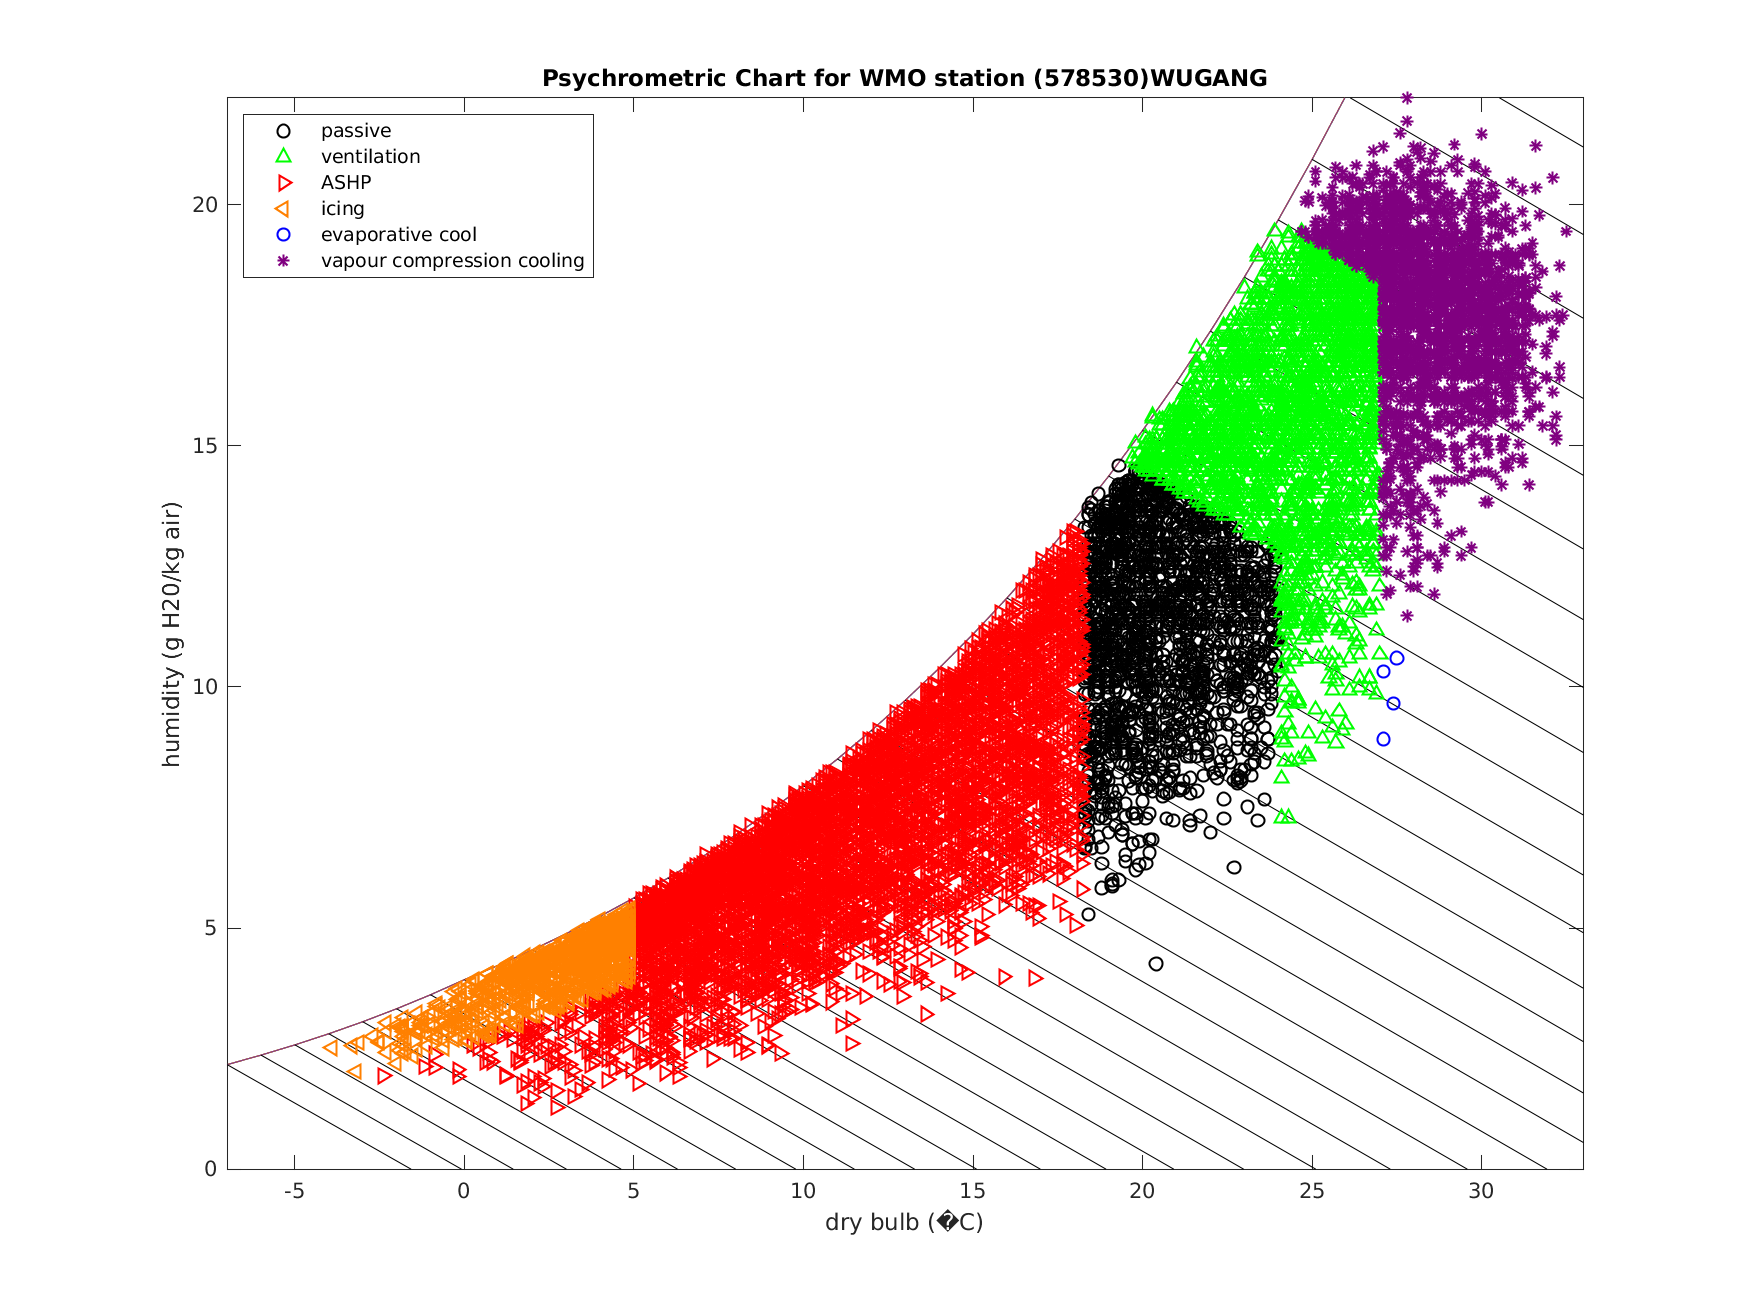 Psychrometric Chart for WMO station (578530)WUGANG
passive
ventilation
ASHP
icing
evaporative cool
vapour compression cooling
20
15
10
5
0
humidity (g H20/kg air)
-5 0 5 10 15 20 25 30
dry bulb (�C)